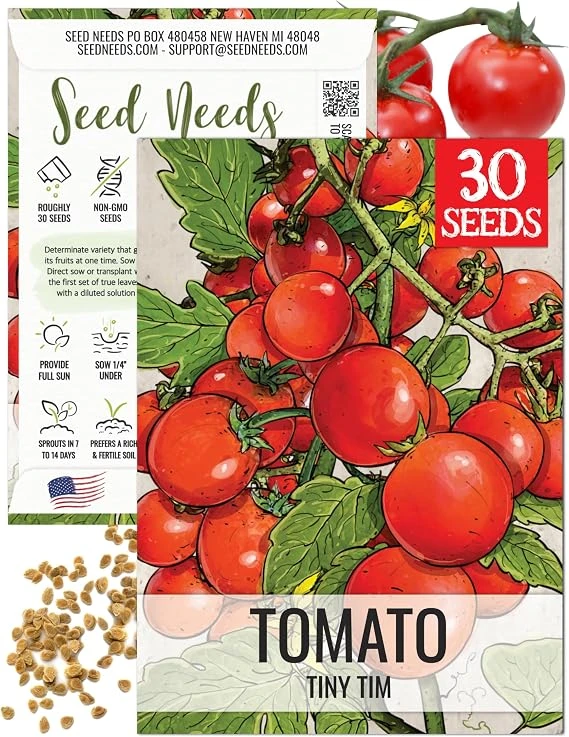 SEED NEEDS PO BOX 480458 NEW HAVEN MI 48048
SEEDNEEDS.COM - SUPPORT@SEEDNEEDS.COM
Seed Needs
ROUGHLY
30 SEEDS
NON-GMO
SEEDS
Determinate variety that
its fruits at one time. Sow
Direct sow or transplant
the first set of true
with a diluted solution
PROVIDE
FULL SUN
SOW 1/4"
UNDER
SPROUTS IN 7
TO 14 DAYS
PREFERS A RICH
& FERTILE SOIL
30
SEEDS
TOMATO
TINY TIM